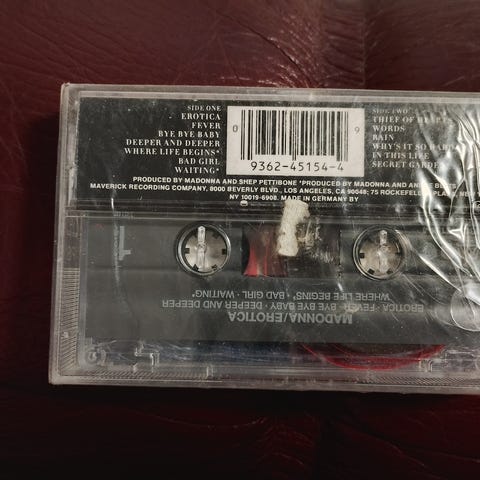 SIDE ONE
EROTICA
FEVER
BYE BYE BABY
DEEPER AND DEEPER
WHERE LIFE BEGINS*
BAD GIRL
WAITING*
0 9
9362-45154-4
SIDE TWO
THIEF OF HEARTS
WORDS
RAIN
WHY'S IT SO HARD
IN THIS LIFE
SECRET GARDEN
PRODUCED BY MADONNA AND SHEP PETTIBONE *PRODUCED BY MADONNA AND ANDRE BETTS
MAVERICK RECORDING COMPANY, 8000 BEVERLY BLVD., LOS ANGELES, CA 90048; 75 ROCKEFELLER PLAZA, NEW
NY 10019-6908. MADE IN GERMANY BY
1
MADONNA/EROTICA
EROTICA · FEVER · BYE BYE BABY · DEEPER AND DEEPER
WHERE LIFE BEGINS* · BAD GIRL · WAITING*